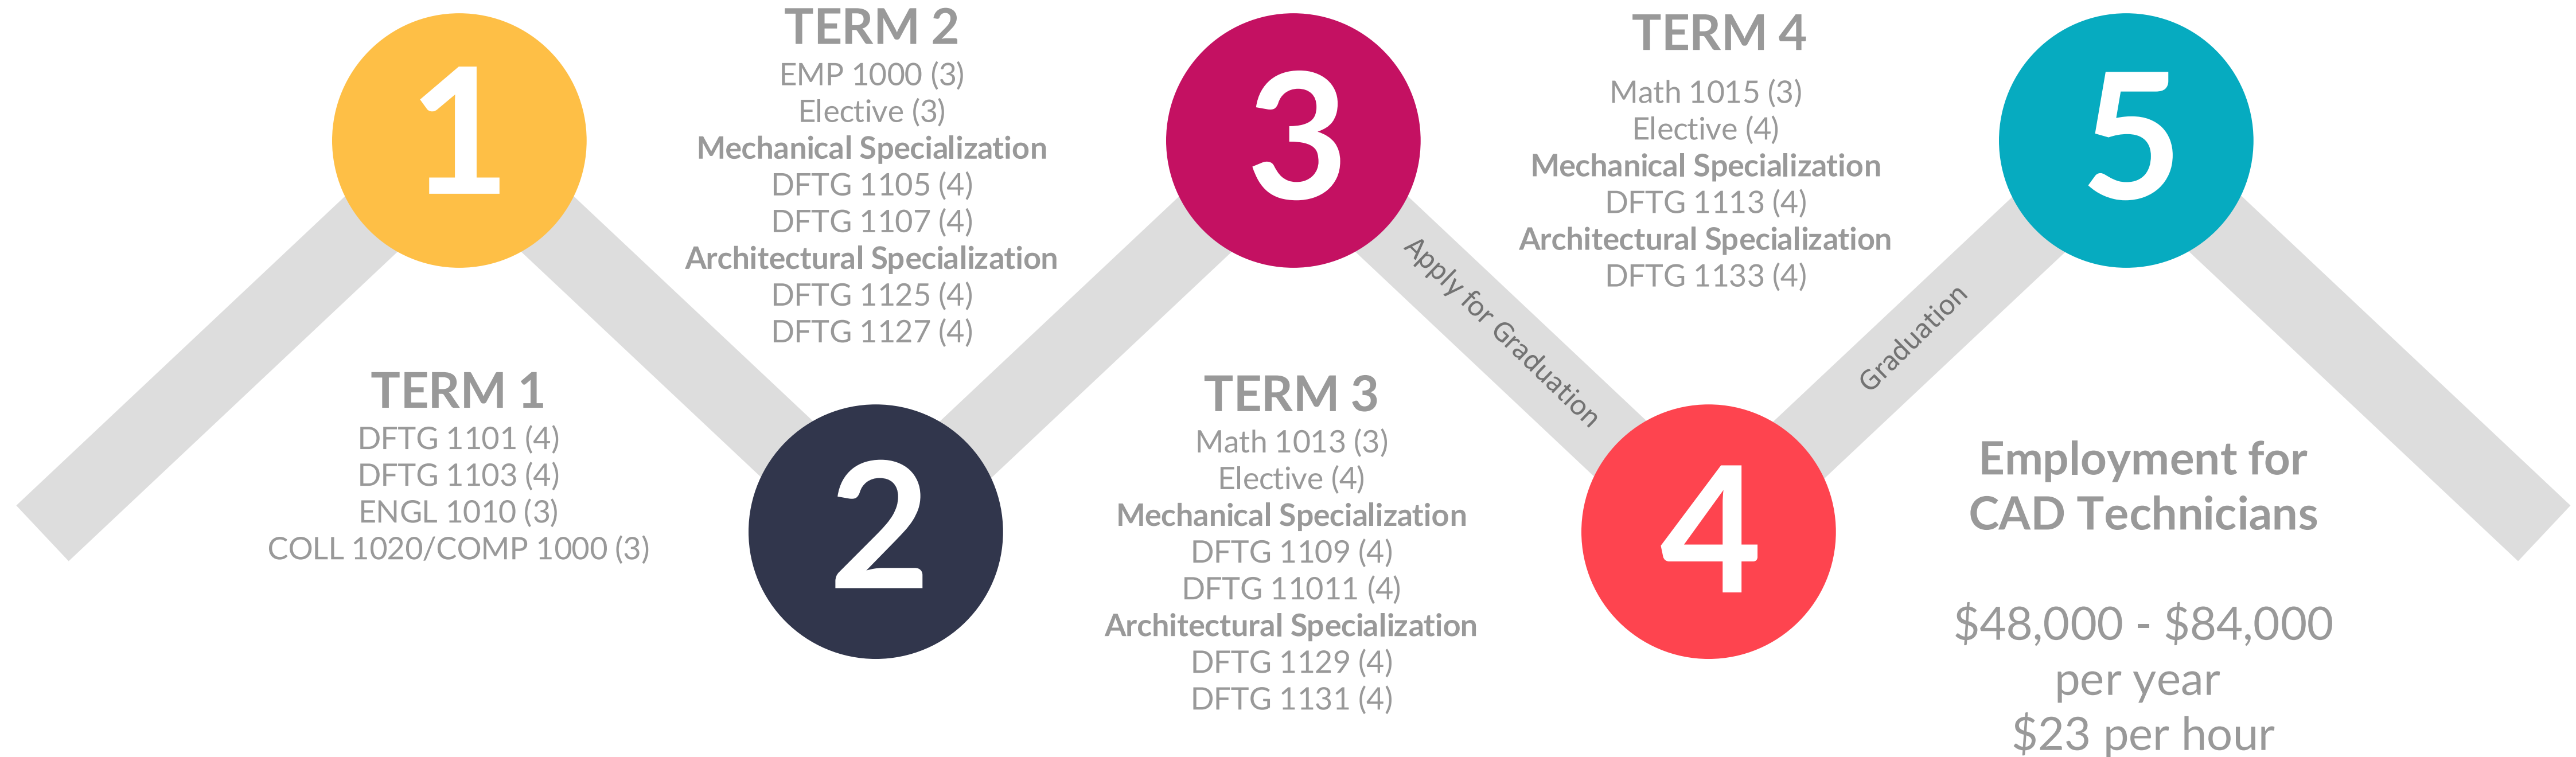 1
TERM 1
DFTG 1101 (4)
DFTG 1103 (4)
ENGL 1010 (3)
COLL 1020/COMP 1000 (3)
TERM 2
EMP 1000 (3)
Elective (3)
Mechanical Specialization
DFTG 1105 (4)
DFTG 1107 (4)
Architectural Specialization
DFTG 1125 (4)
DFTG 1127 (4)
2
3
TERM 3
Math 1013 (3)
Elective (4)
Mechanical Specialization
DFTG 1109 (4)
DFTG 11011 (4)
Architectural Specialization
DFTG 1129 (4)
DFTG 1131 (4)
Apply for Graduation
TERM 4
Math 1015 (3)
Elective (4)
Mechanical Specialization
DFTG 1113 (4)
Architectural Specialization
DFTG 1133 (4)
4
Graduation
5
Employment for
CAD Technicians
$48,000 - $84,000
per year
$23 per hour